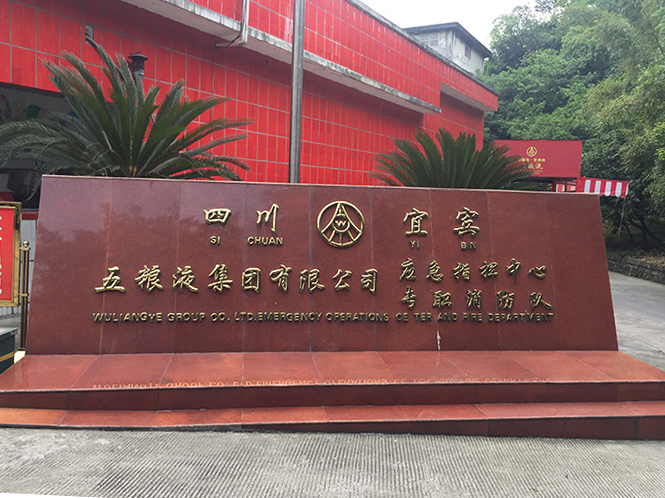 四川 宜宾
SI CHUAN YI BIN
五粮液集团有限公司 应急指挥中心
专职消防队
WULIANGYE GROUP CO., LTD.EMERGENCY OPERATIONS CE TER AND FIRE DEPARTMENT